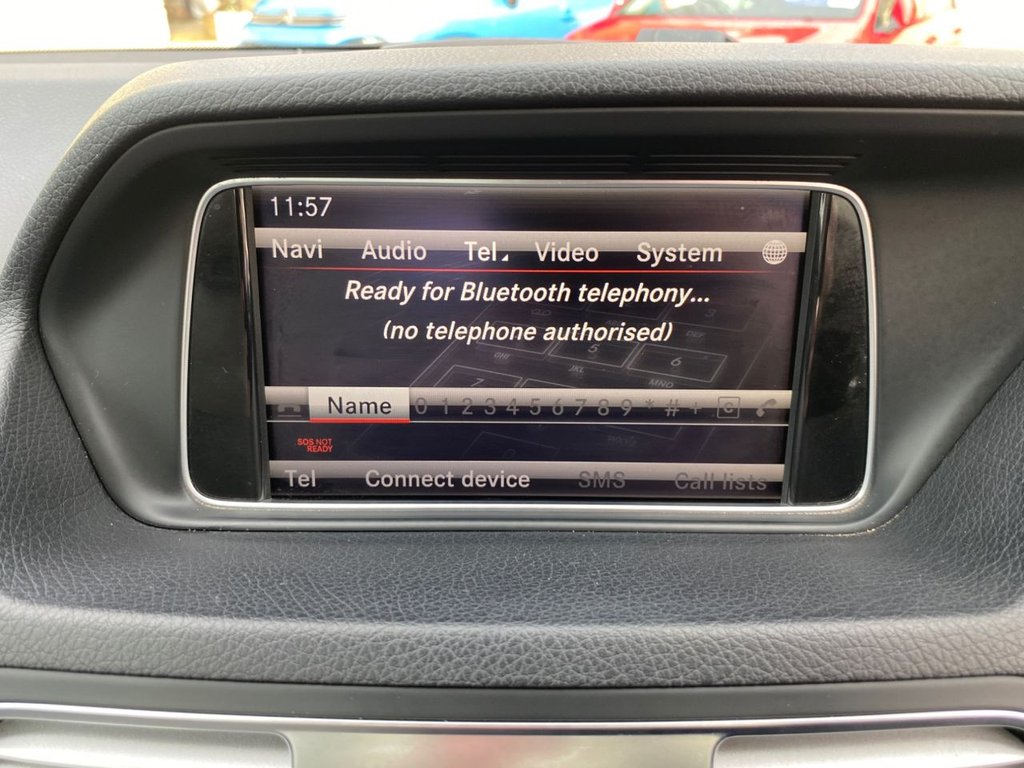 11:57
Navi Audio Tel Video System
Ready for Bluetooth telephony...
(no telephone authorised)
Name 0 1 2 3 4 5 6 7 8 9 * # + C
SOS NOT
READY
Tel Connect device SMS Call lists